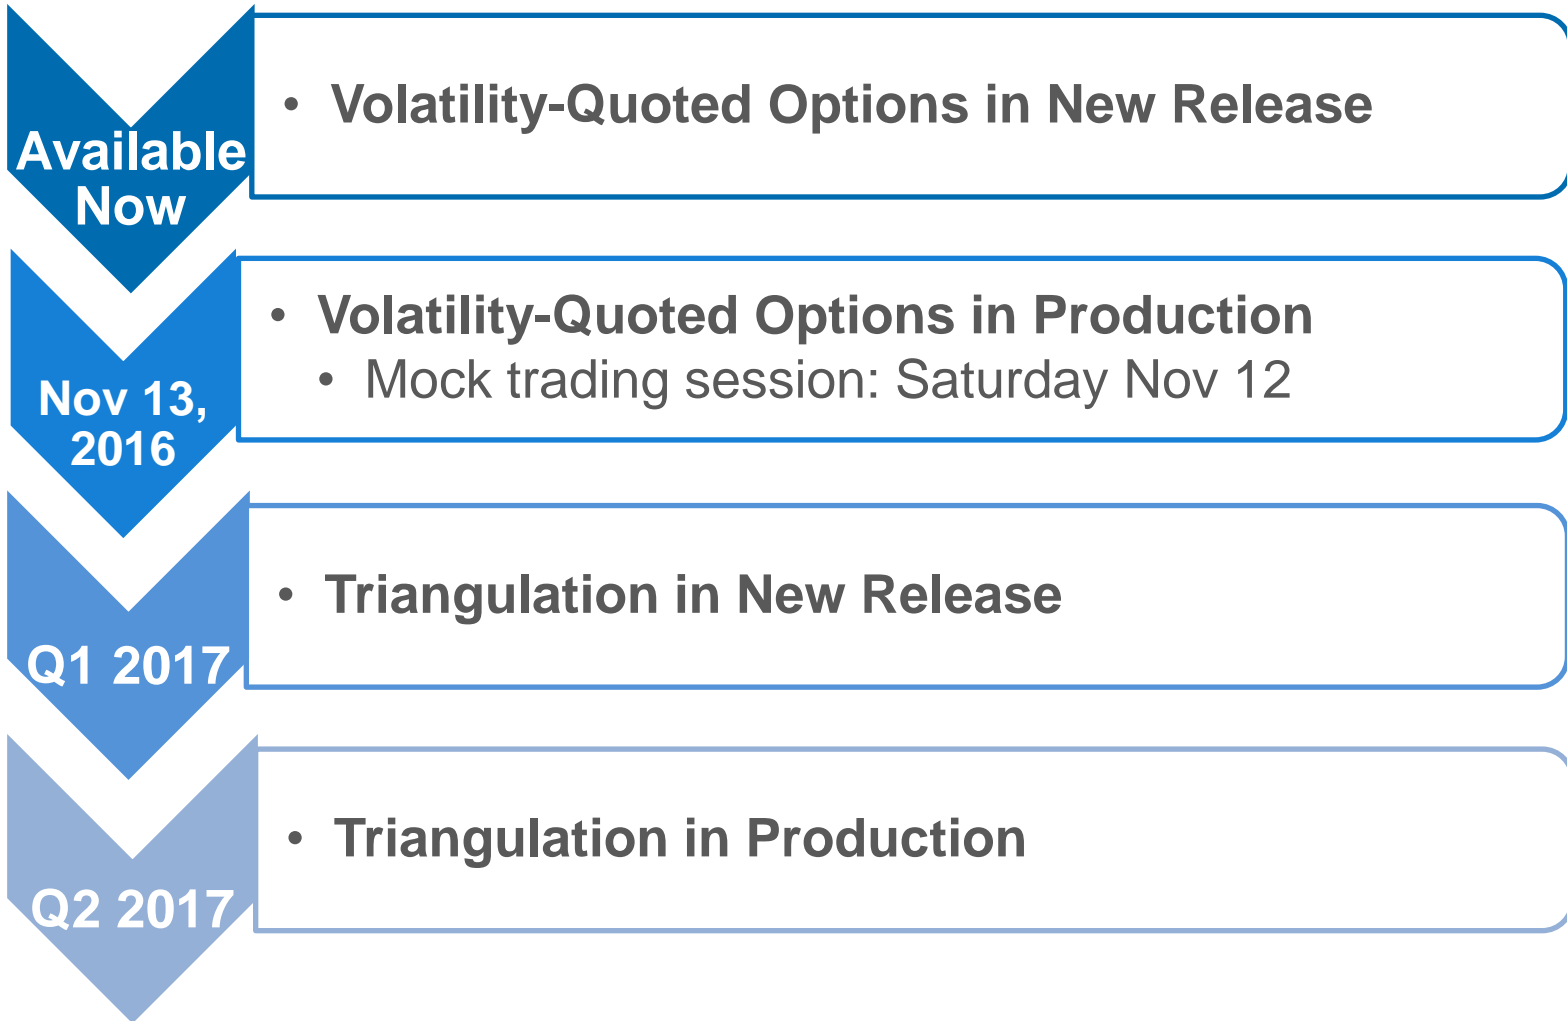 Available
Now
• Volatility-Quoted Options in New Release
Nov 13,
2016
• Volatility-Quoted Options in Production
• Mock trading session: Saturday Nov 12
Q1 2017
• Triangulation in New Release
Q2 2017
• Triangulation in Production